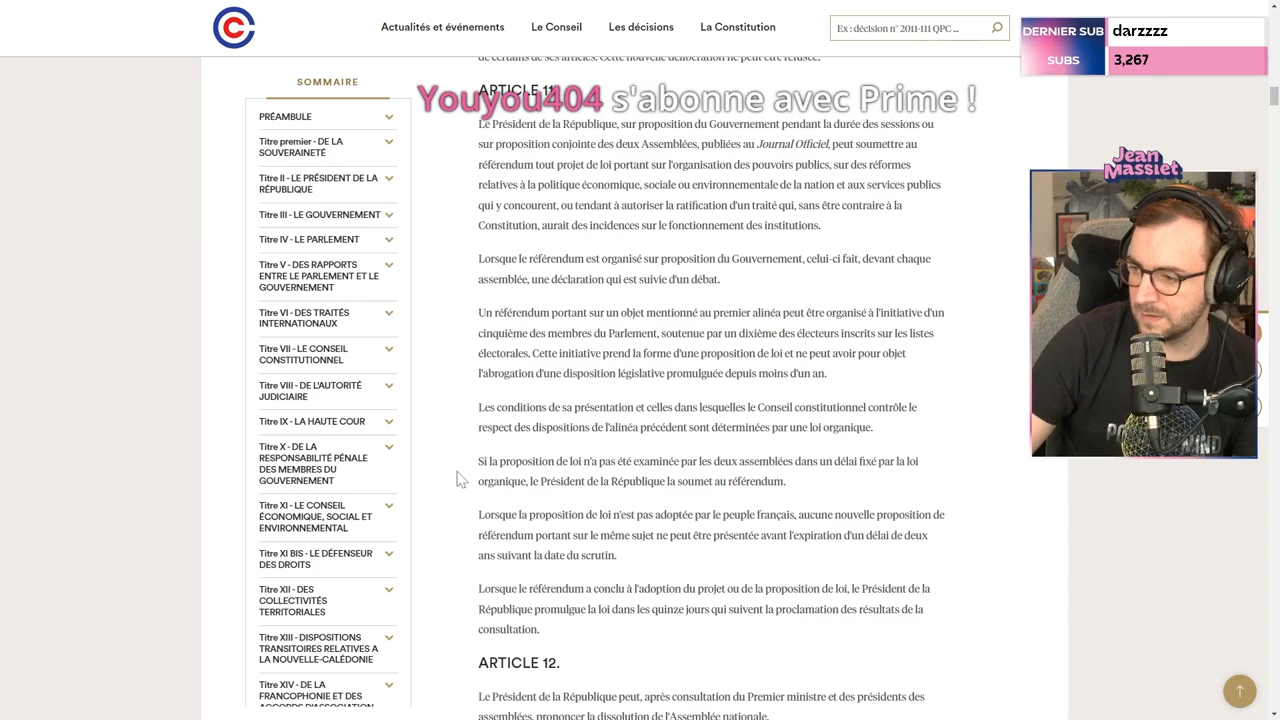 Actualités et événements
Le Conseil
Les décisions
La Constitution
Ex : décision n° 2011-111 QPC ...
DERNIER SUB
darzzzz
SUBS
3,267
Youyou404 s'abonne avec Prime !
Jean
Massiet
SOMMAIRE
PRÉAMBULE
Titre premier - DE LA
SOUVERAINETÉ
Titre II - LE PRÉSIDENT DE LA
RÉPUBLIQUE
Titre III - LE GOUVERNEMENT
Titre IV - LE PARLEMENT
Titre V - DES RAPPORTS
ENTRE LE PARLEMENT ET LE
GOUVERNEMENT
Titre VI - DES TRAITÉS
INTERNATIONAUX
Titre VII - LE CONSEIL
CONSTITUTIONNEL
Titre VIII - DE L'AUTORITÉ
JUDICIAIRE
Titre IX - LA HAUTE COUR
Titre X - DE LA
RESPONSABILITÉ PÉNALE
DES MEMBRES DU
GOUVERNEMENT
Titre XI - LE CONSEIL
ÉCONOMIQUE, SOCIAL ET
ENVIRONNEMENTAL
Titre XI BIS - LE DÉFENSEUR
DES DROITS
Titre XII - DES
COLLECTIVITÉS
TERRITORIALES
Titre XIII - DISPOSITIONS
TRANSITOIRES RELATIVES A
LA NOUVELLE-CALÉDONIE
Titre XIV - DE LA
FRANCOPHONIE ET DES
ACCORDS D'ASSOCIATION
de certains de ses articles. Cette nouvelle délibération ne peut être refusée.
ARTICLE 11.
Le Président de la République, sur proposition du Gouvernement pendant la durée des sessions ou
sur proposition conjointe des deux Assemblées, publiées au Journal Officiel, peut soumettre au
référendum tout projet de loi portant sur l'organisation des pouvoirs publics, sur des réformes
relatives à la politique économique, sociale ou environnementale de la nation et aux services publics
qui y concourent, ou tendant à autoriser la ratification d'un traité qui, sans être contraire à la
Constitution, aurait des incidences sur le fonctionnement des institutions.
Lorsque le référendum est organisé sur proposition du Gouvernement, celui-ci fait, devant chaque
assemblée, une déclaration qui est suivie d'un débat.
Un référendum portant sur un objet mentionné au premier alinéa peut être organisé à l'initiative d'un
cinquième des membres du Parlement, soutenue par un dixième des électeurs inscrits sur les listes
électorales. Cette initiative prend la forme d'une proposition de loi et ne peut avoir pour objet
l'abrogation d'une disposition législative promulguée depuis moins d'un an.
Les conditions de sa présentation et celles dans lesquelles le Conseil constitutionnel contrôle le
respect des dispositions de l'alinéa précédent sont déterminées par une loi organique.
Si la proposition de loi n'a pas été examinée par les deux assemblées dans un délai fixé par la loi
organique, le Président de la République la soumet au référendum.
Lorsque la proposition de loi n'est pas adoptée par le peuple français, aucune nouvelle proposition de
référendum portant sur le même sujet ne peut être présentée avant l'expiration d'un délai de deux
ans suivant la date du scrutin.
Lorsque le référendum a conclu à l'adoption du projet ou de la proposition de loi, le Président de la
République promulgue la loi dans les quinze jours qui suivent la proclamation des résultats de la
consultation.
ARTICLE 12.
Le Président de la République peut, après consultation du Premier ministre et des présidents des
assemblées, prononcer la dissolution de l'Assemblée nationale.